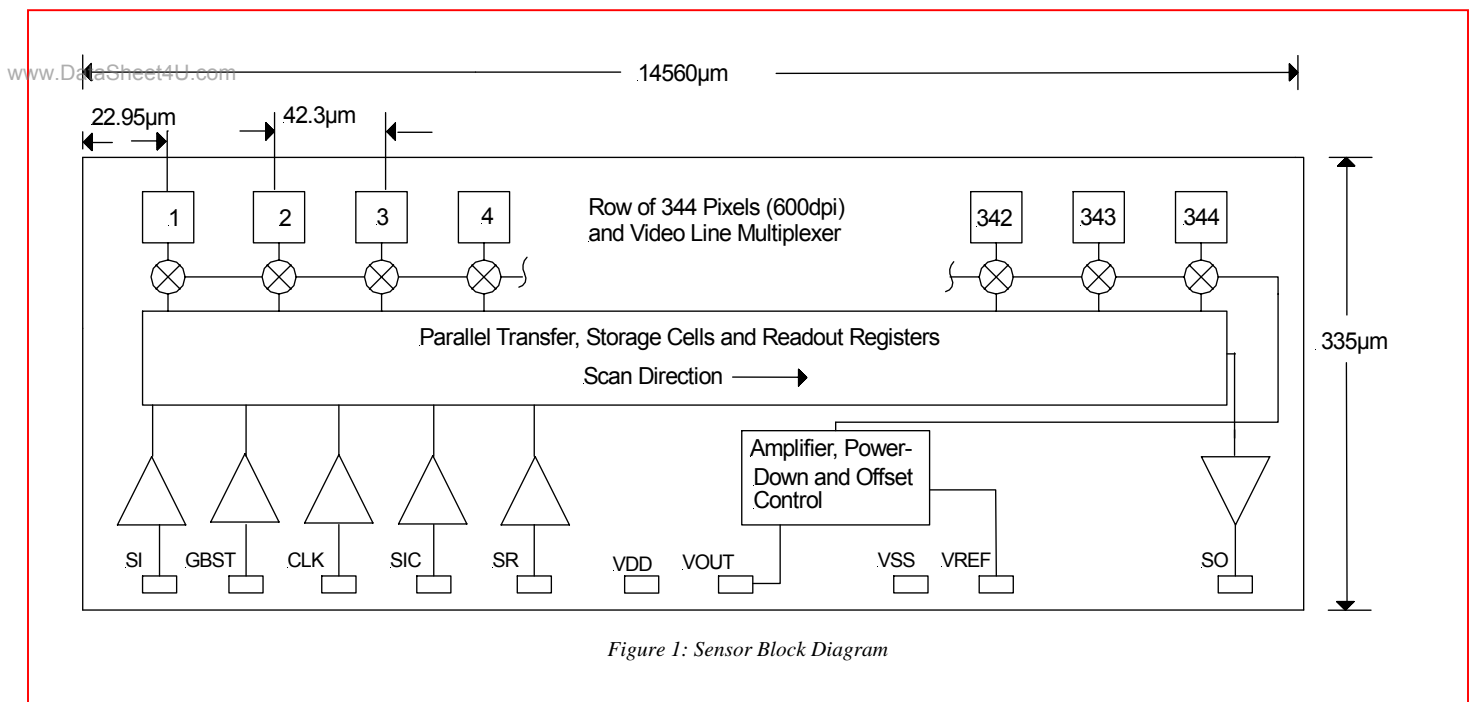 www.DataSheet4U.com
14560µm
22.95µm
42.3µm
1
2
3
4
Row of 344 Pixels (600dpi)
and Video Line Multiplexer
342
343
344
Parallel Transfer, Storage Cells and Readout Registers
335µm
Scan Direction
Amplifier, Power-
Down and Offset
Control
SI
GBST
CLK
SIC
SR
VDD
VOUT
VSS
VREF
SO
Figure 1: Sensor Block Diagram